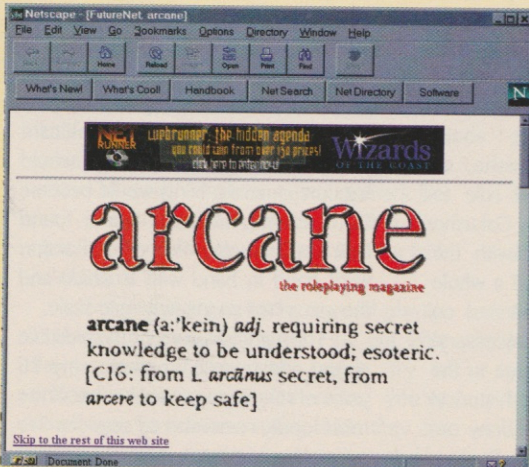 Netscape - [FutureNet arcane]
File Edit View Go Bookmarks Options Directory Window Help
Home Reload Open Print Find
What's New! What's Cool! Handbook Net Search Net Directory Software
N
NET RUNNER
webrunner: the hidden agenda
you could win from over 130 prizes!
click here to enter now!
Wizards
OF THE COAST
arcane
the roleplaying magazine
arcane (a:'kein) adj. requiring secret
knowledge to be understood; esoteric.
[C16: from L arcānus secret, from
arcere to keep safe]
Skip to the rest of this web site
Document Done